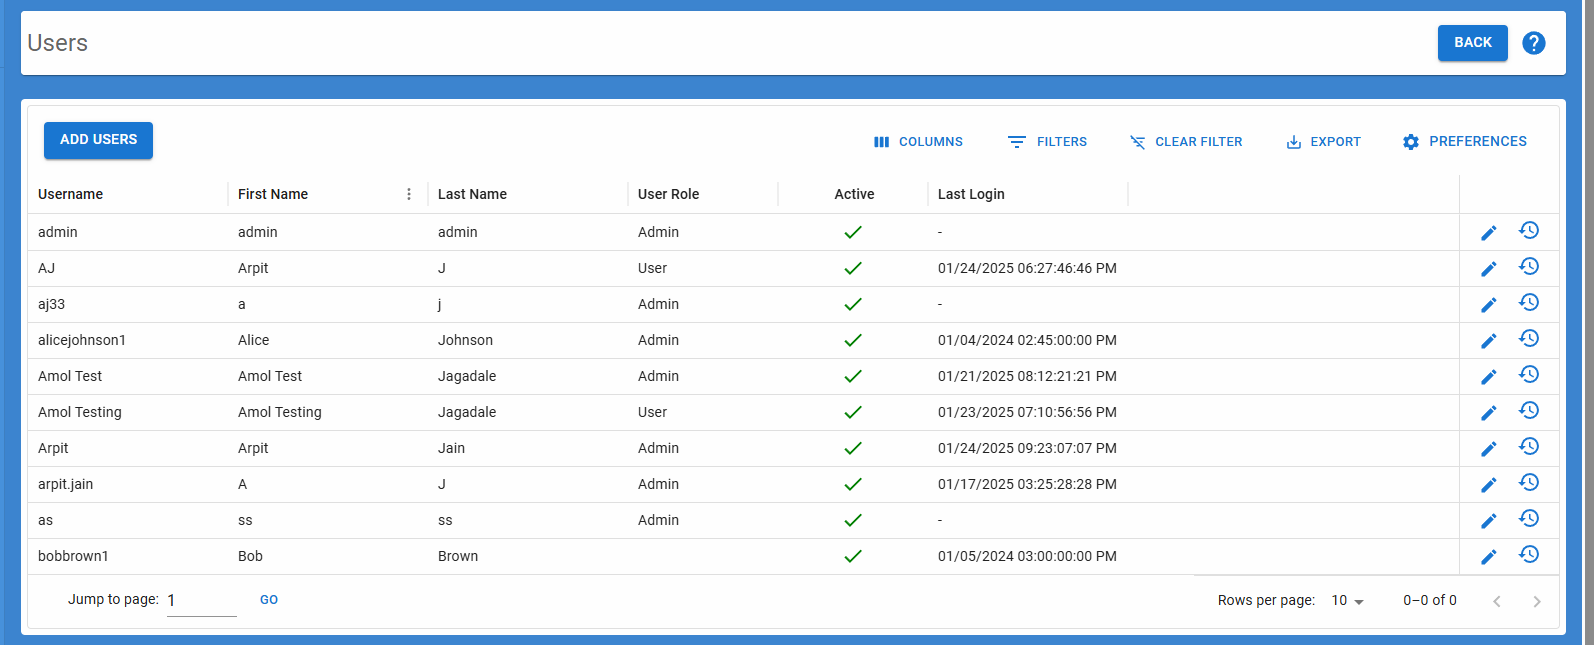 Users BACK
ADD USERS COLUMNS FILTERS CLEAR FILTER EXPORT PREFERENCES
Username First Name Last Name User Role Active Last Login
admin admin admin Admin -
AJ Arpit J User 01/24/2025 06:27:46:46 PM
aj33 a j Admin -
alicejohnson1 Alice Johnson Admin 01/04/2024 02:45:00:00 PM
Amol Test Amol Test Jagadale Admin 01/21/2025 08:12:21:21 PM
Amol Testing Amol Testing Jagadale User 01/23/2025 07:10:56:56 PM
Arpit Arpit Jain Admin 01/24/2025 09:23:07:07 PM
arpit.jain A J Admin 01/17/2025 03:25:28:28 PM
as ss ss Admin -
bobbrown1 Bob Brown 01/05/2024 03:00:00:00 PM
Jump to page: 1 GO Rows per page: 10 0–0 of 0